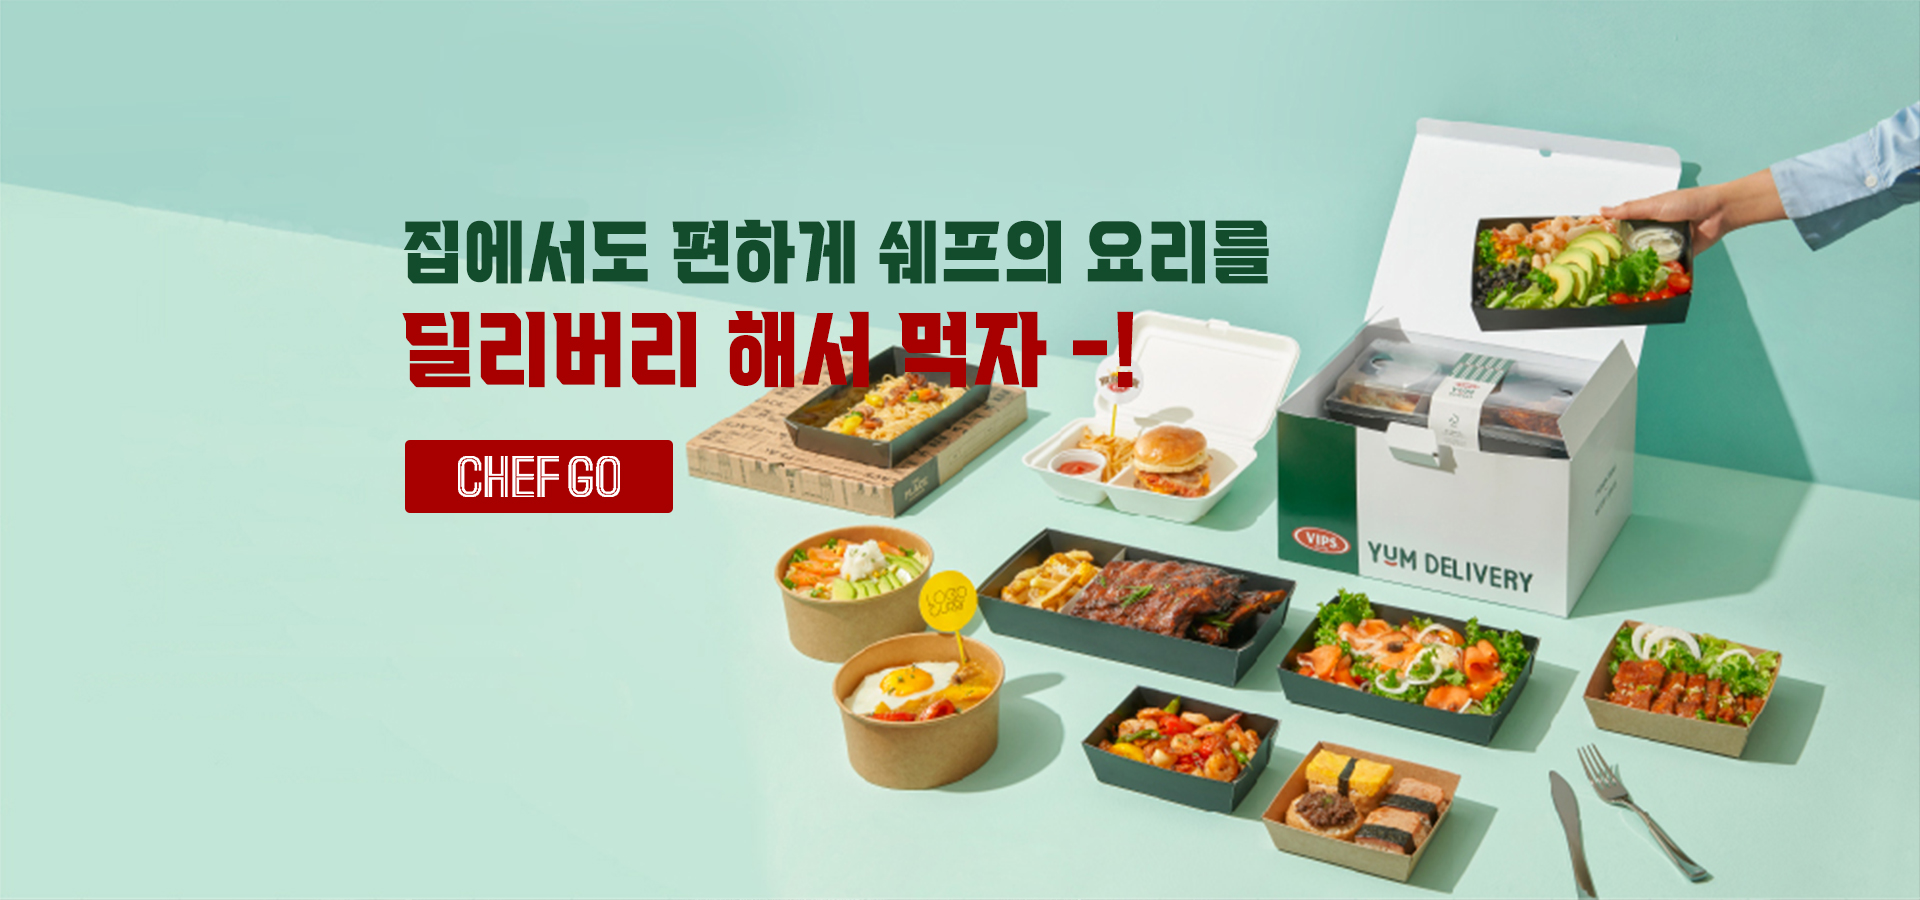 집에서도 편하게 쉐프의 요리를
딜리버리 해서 먹자 -!
CHEF GO
VIPS
YUM DELIVERY
YUM